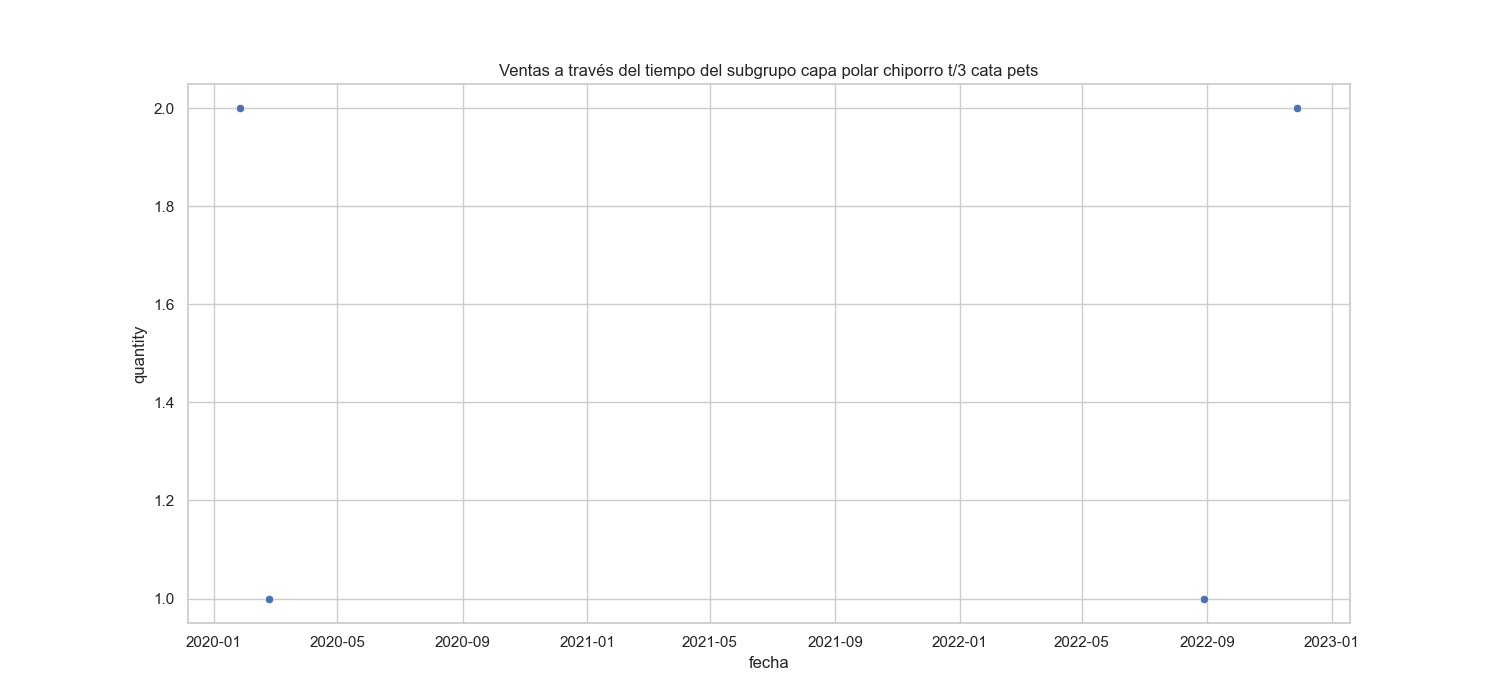 Ventas a través del tiempo del subgrupo capa polar chiporro t/3 cata pets
2.0
1.8
1.6
1.4
1.2
1.0
quantity
2020-01 2020-05 2020-09 2021-01 2021-05 2021-09 2022-01 2022-05 2022-09 2023-01
fecha